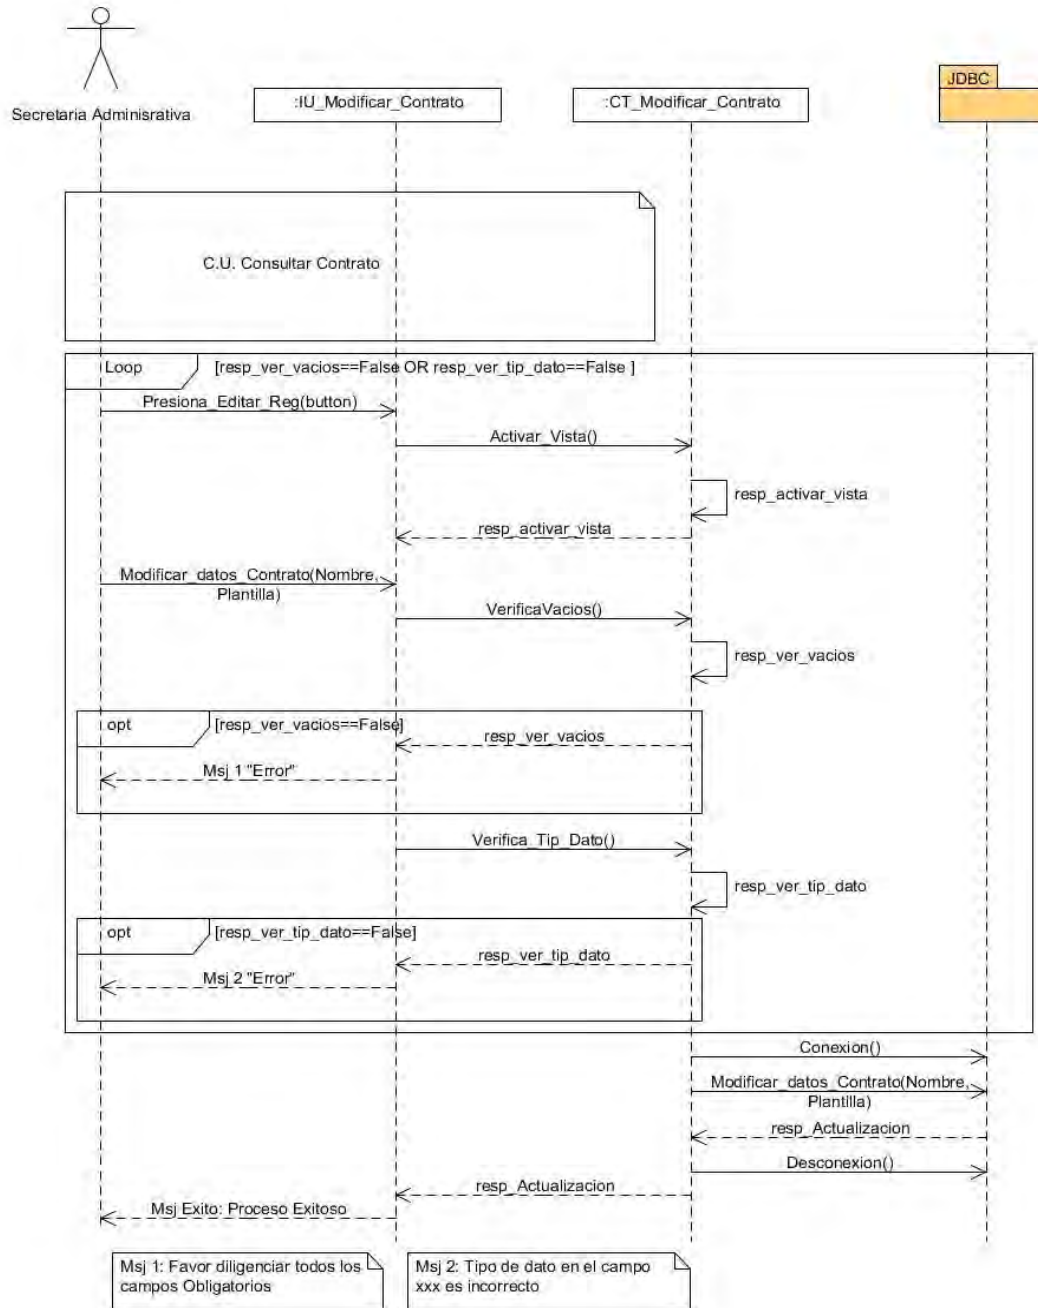 JDBC
:IU_Modificar_Contrato
:CT_Modificar_Contrato
Secretaria Adminisrativa
C.U. Consultar Contrato
Loop
[resp_ver_vacios==False OR resp_ver_tip_dato==False ]
Presiona_Editar_Reg(button)
Activar_Vista()
resp_activar_vista
resp_activar_vista
Modificar_datos_Contrato(Nombre,
Plantilla)
VerificaVacios()
resp_ver_vacios
opt
[resp_ver_vacios==False]
resp_ver_vacios
Msj 1 "Error"
Verifica_Tip_Dato()
resp_ver_tip_dato
opt
[resp_ver_tip_dato==False]
resp_ver_tip_dato
Msj 2 "Error"
Conexion()
Modificar_datos_Contrato(Nombre,
Plantilla)
resp_Actualizacion
Desconexion()
resp_Actualizacion
Msj Exito: Proceso Exitoso
Msj 1: Favor diligenciar todos los
campos Obligatorios
Msj 2: Tipo de dato en el campo
xxx es incorrecto